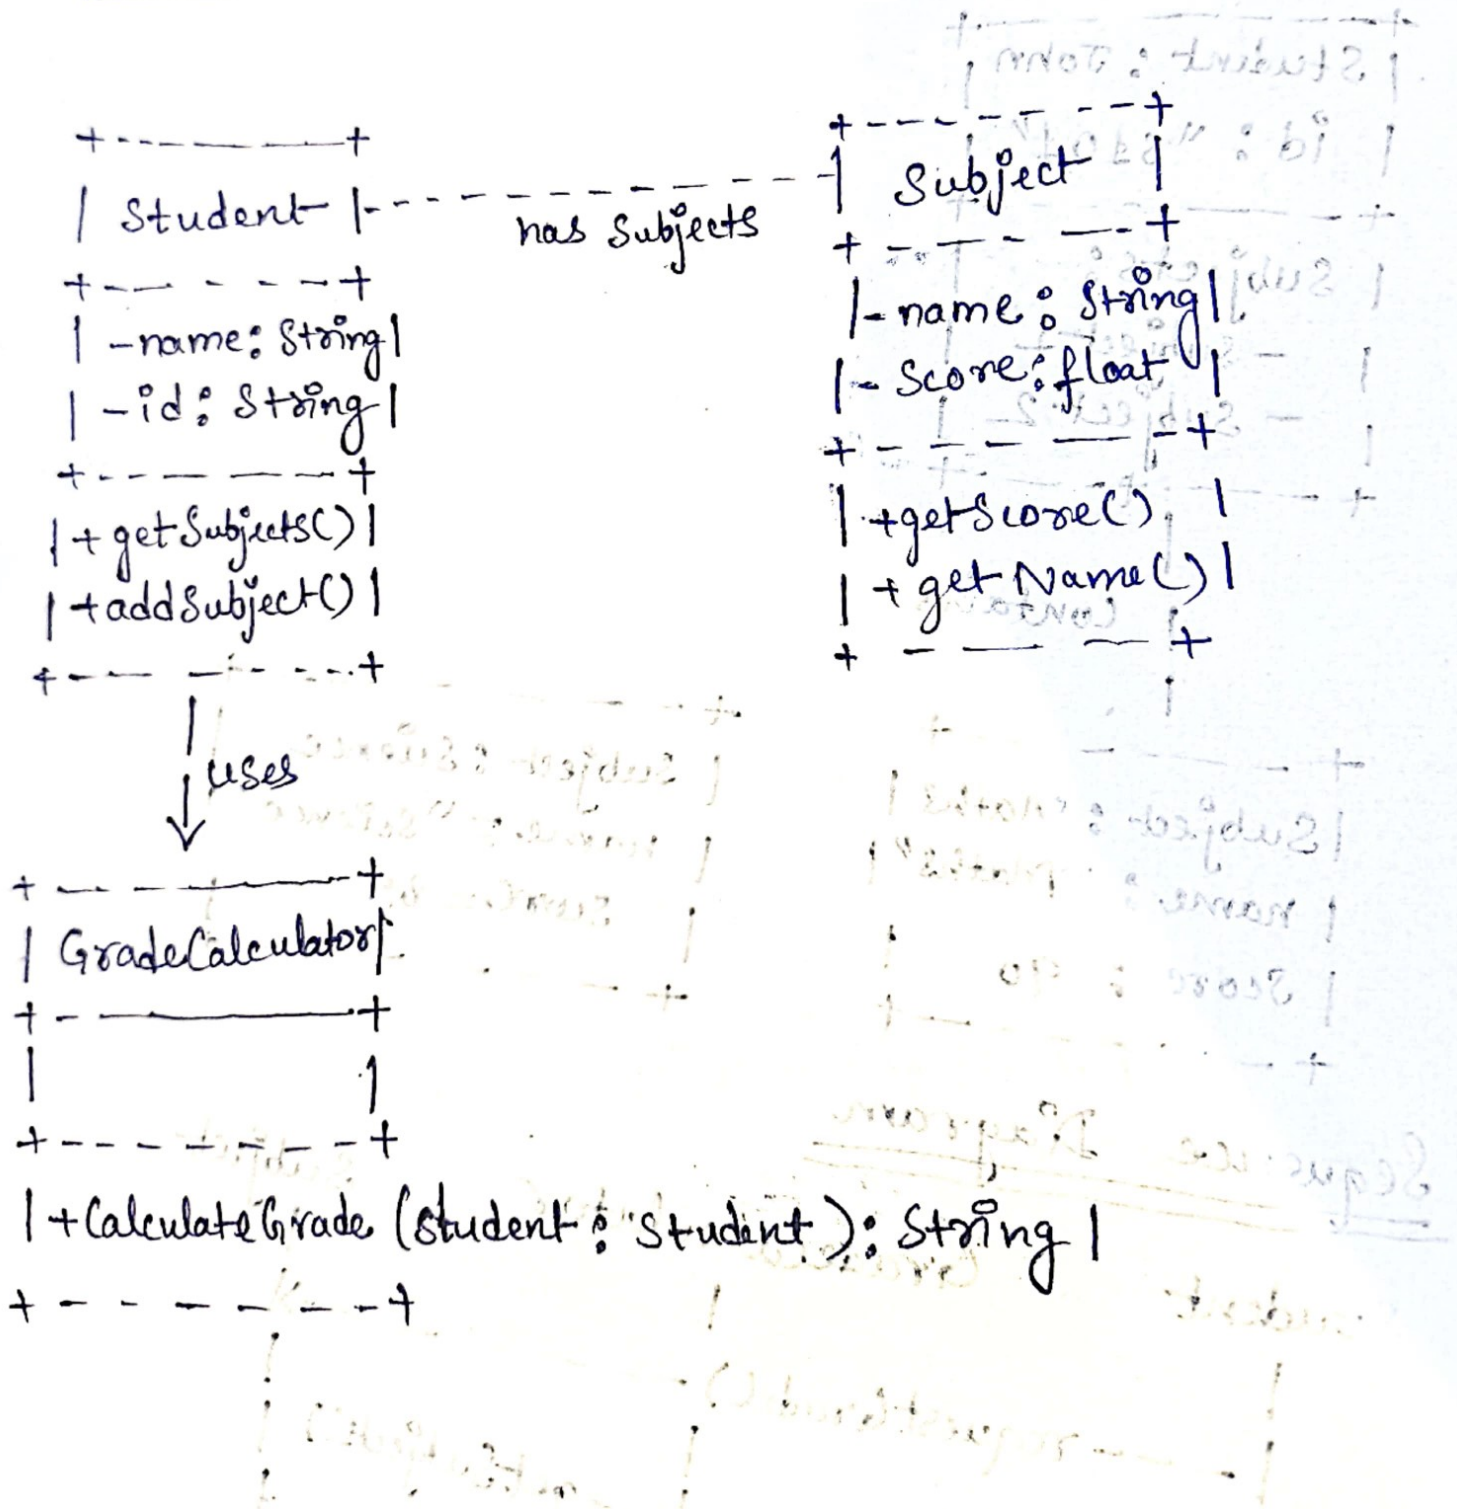 Student
has Subjects
Subject
-name: String
-id: String
+getSubjects()
+addSubject()
- name: String
- Score: float
+getScore()
+ getName()
uses
GradeCalculator
+CalculateGrade (student: Student): String